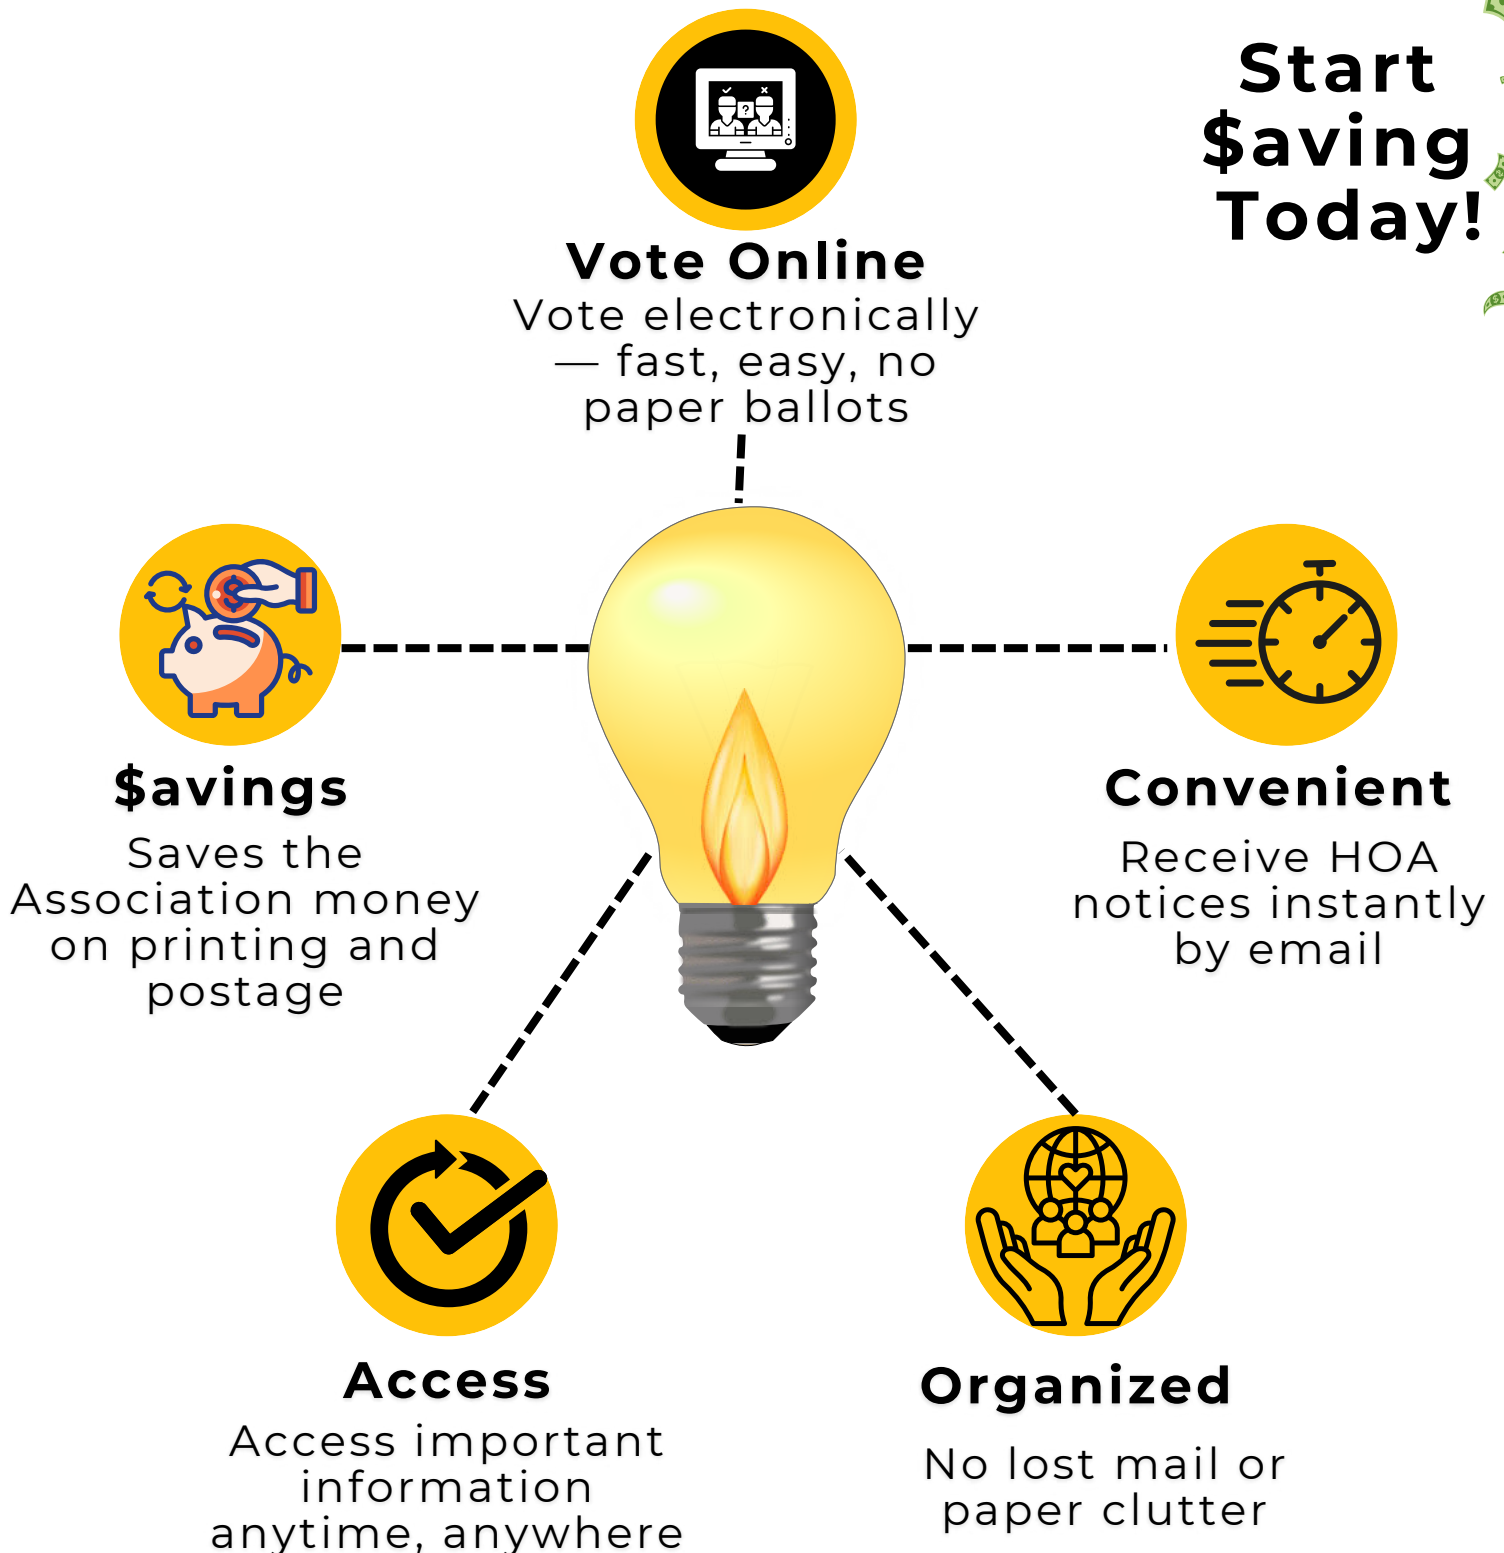 Start
$aving
Today!
Vote Online
Vote electronically
— fast, easy, no
paper ballots
$avings
Saves the
Association money
on printing and
postage
Convenient
Receive HOA
notices instantly
by email
Access
Access important
information
anytime, anywhere
Organized
No lost mail or
paper clutter